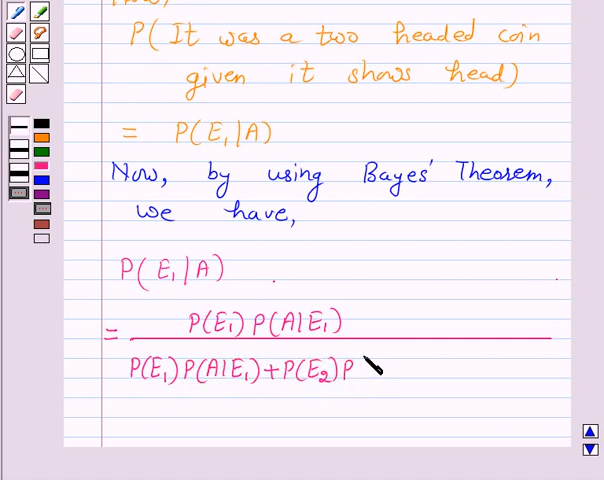 P( It was a two headed coin
given it shows head)
= P(E₁|A)
Now, by using Bayes' Theorem,
we have,
P( E₁|A)
= P(E₁) P(A|E₁)
P(E₁) P(A|E₁)+P(E₂) P